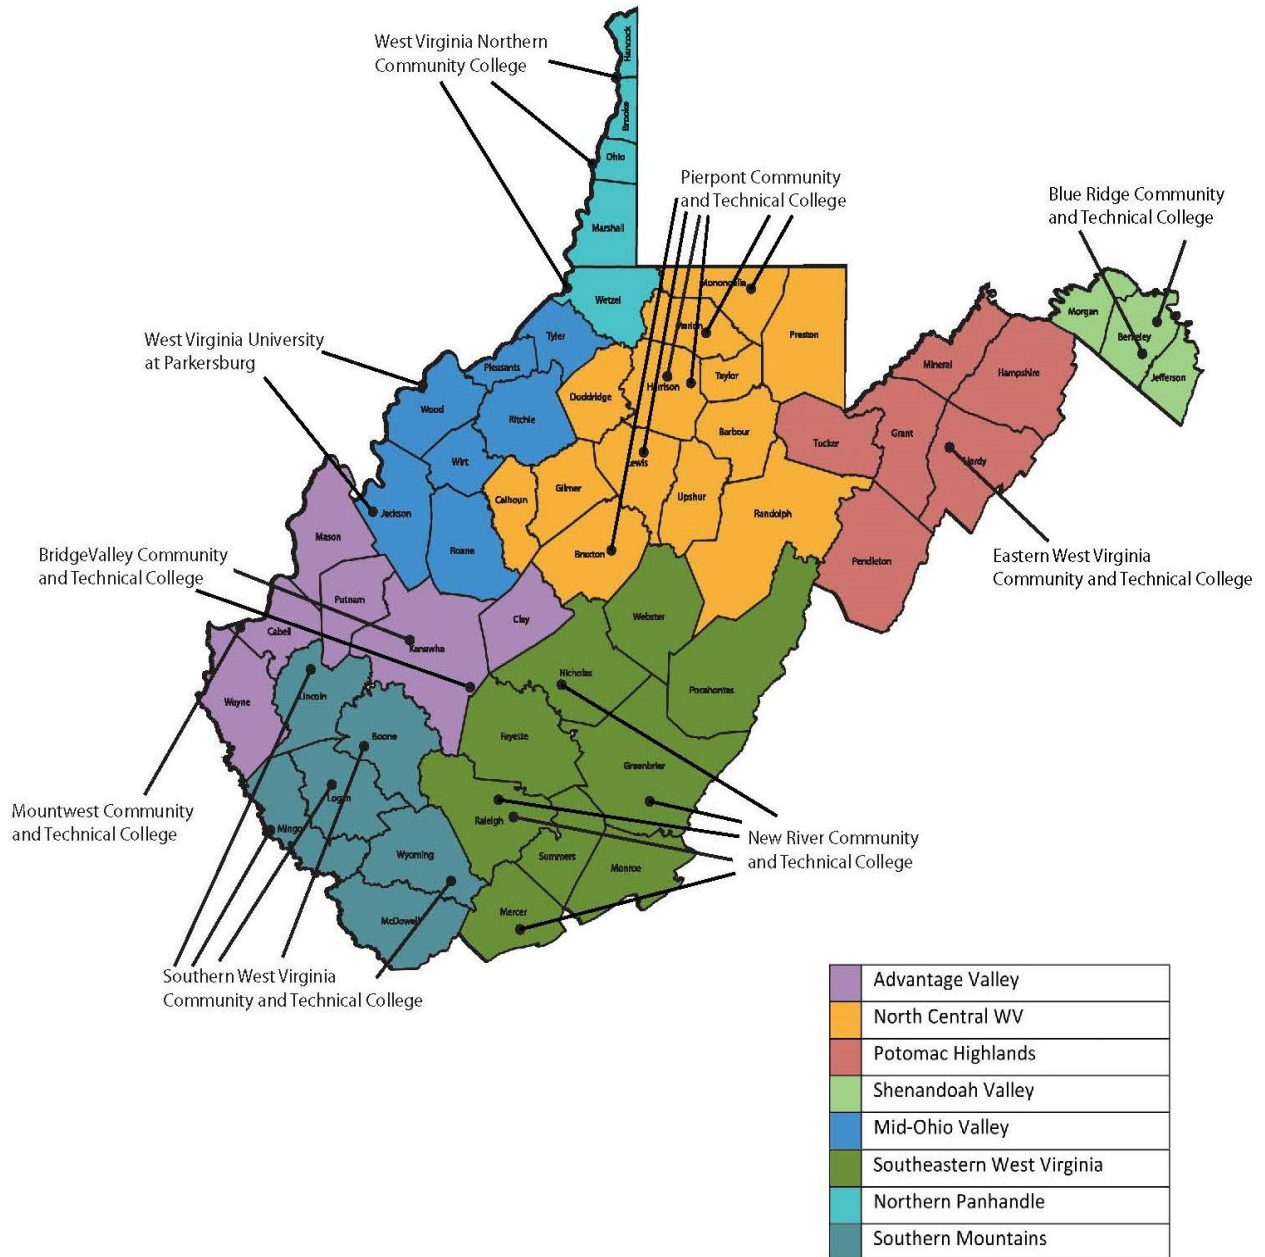 West Virginia Northern
Community College
Hancock
Brooke
Ohio
Marshall
Wetzel
Pierpont Community
and Technical College
Blue Ridge Community
and Technical College
Monongalia
Marion
Preston
Morgan
Berkeley
Jefferson
Mineral
Hampshire
West Virginia University
at Parkersburg
Tyler
Pleasants
Wood
Ritchie
Wirt
Doddridge
Harrison
Taylor
Barbour
Tucker
Grant
Hardy
Lewis
Upshur
Gilmer
Calhoun
Randolph
Braxton
Jackson
Roane
Mason
Pendleton
Eastern West Virginia
Community and Technical College
BridgeValley Community
and Technical College
Putnam
Cabell
Kanawha
Clay
Webster
Nicholas
Pocahontas
Wayne
Lincoln
Boone
Fayette
Greenbrier
Logan
Mingo
Mountwest Community
and Technical College
Raleigh
New River Community
and Technical College
Wyoming
Summers
Monroe
McDowell
Mercer
Southern West Virginia
Community and Technical College
Advantage Valley
North Central WV
Potomac Highlands
Shenandoah Valley
Mid-Ohio Valley
Southeastern West Virginia
Northern Panhandle
Southern Mountains